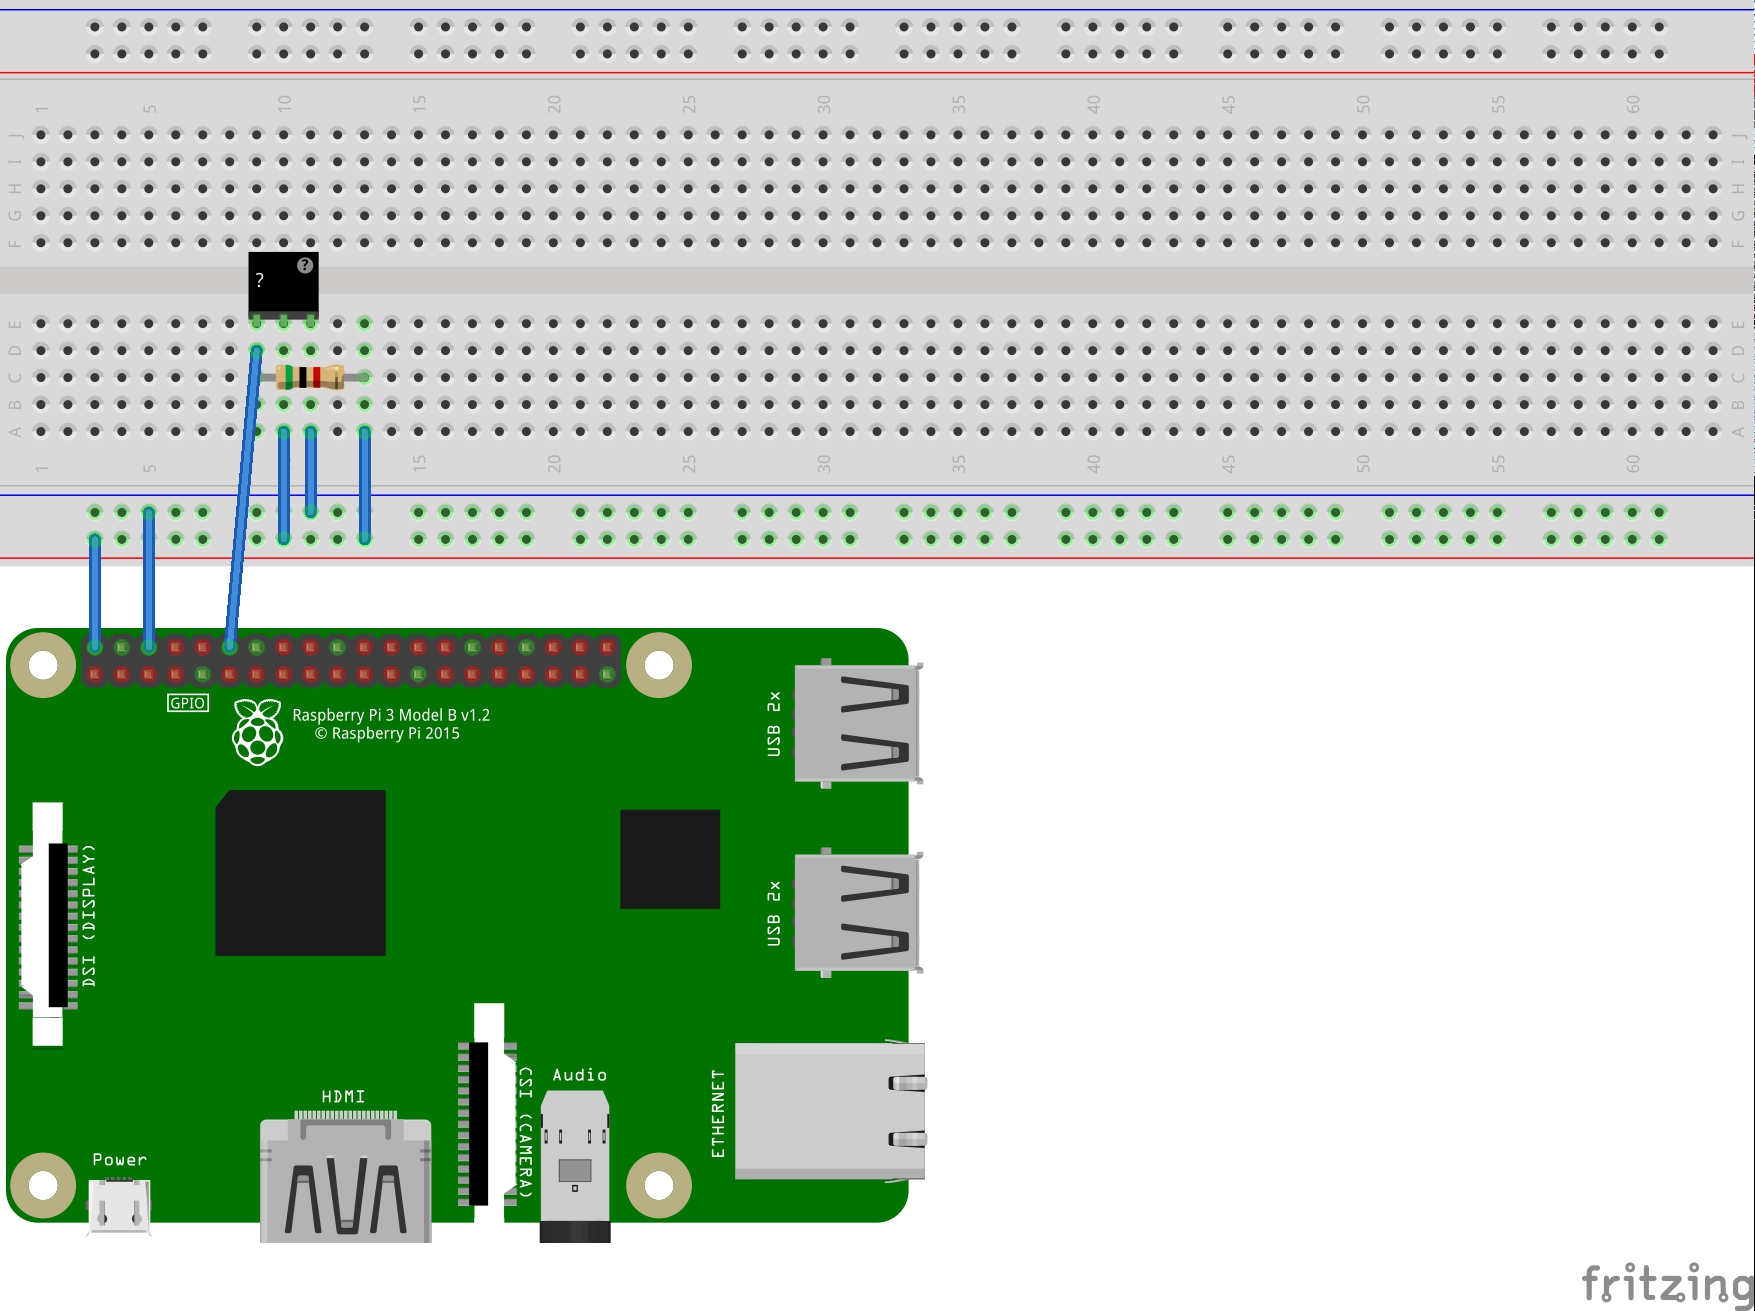 1 5 10 15 20 25 30 35 40 45 50 55 60
J J
I I
H H
G G
F F
? ?
E E
D D
C C
B B
A A
1 5 15 20 25 30 35 40 45 50 55 60
GPIO
Raspberry Pi 3 Model B v1.2
© Raspberry Pi 2015
USB 2x
DSI (DISPLAY)
USB 2x
Audio
CSI (CAMERA)
ETHERNET
HDMI
Power
fritzing